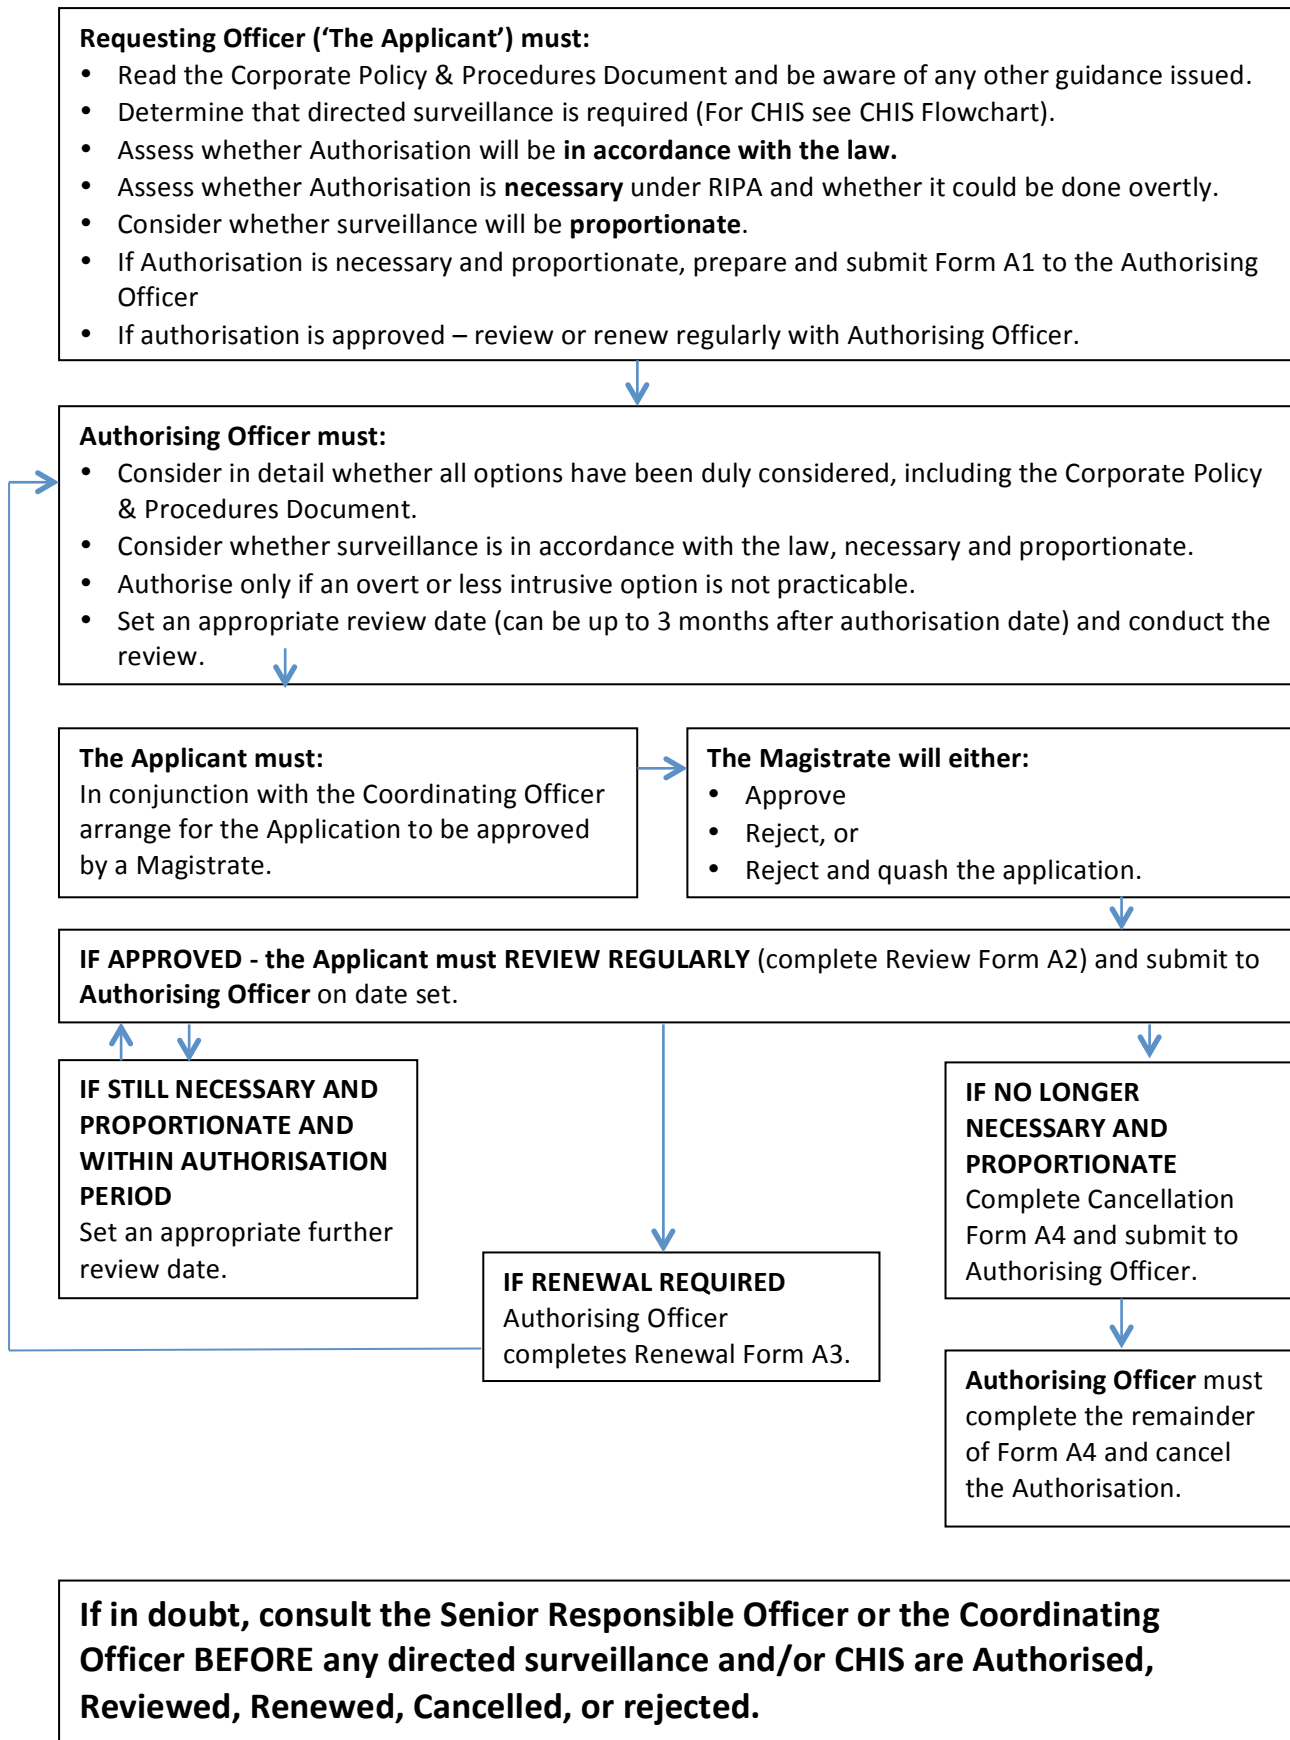 Requesting Officer (‘The Applicant’) must:
• Read the Corporate Policy & Procedures Document and be aware of any other guidance issued.
• Determine that directed surveillance is required (For CHIS see CHIS Flowchart).
• Assess whether Authorisation will be in accordance with the law.
• Assess whether Authorisation is necessary under RIPA and whether it could be done overtly.
• Consider whether surveillance will be proportionate.
• If Authorisation is necessary and proportionate, prepare and submit Form A1 to the Authorising
Officer
• If authorisation is approved – review or renew regularly with Authorising Officer.
Authorising Officer must:
• Consider in detail whether all options have been duly considered, including the Corporate Policy
& Procedures Document.
• Consider whether surveillance is in accordance with the law, necessary and proportionate.
• Authorise only if an overt or less intrusive option is not practicable.
• Set an appropriate review date (can be up to 3 months after authorisation date) and conduct the
review.
The Applicant must:
In conjunction with the Coordinating Officer
arrange for the Application to be approved
by a Magistrate.
The Magistrate will either:
• Approve
• Reject, or
• Reject and quash the application.
IF APPROVED - the Applicant must REVIEW REGULARLY (complete Review Form A2) and submit to
Authorising Officer on date set.
IF STILL NECESSARY AND
PROPORTIONATE AND
WITHIN AUTHORISATION
PERIOD
Set an appropriate further
review date.
IF RENEWAL REQUIRED
Authorising Officer
completes Renewal Form A3.
IF NO LONGER
NECESSARY AND
PROPORTIONATE
Complete Cancellation
Form A4 and submit to
Authorising Officer.
Authorising Officer must
complete the remainder
of Form A4 and cancel
the Authorisation.
If in doubt, consult the Senior Responsible Officer or the Coordinating
Officer BEFORE any directed surveillance and/or CHIS are Authorised,
Reviewed, Renewed, Cancelled, or rejected.